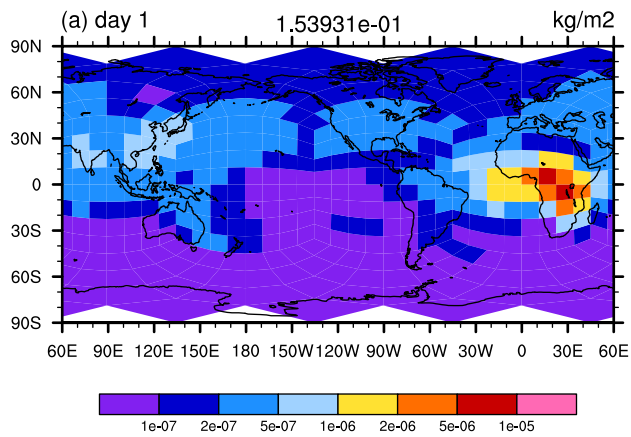 (a) day 1 1.53931e-01 kg/m2
90N
60N
30N
0
30S
60S
90S
60E 90E 120E 150E 180 150W 120W 90W 60W 30W 0 30E 60E
1e-07 2e-07 5e-07 1e-06 2e-06 5e-06 1e-05